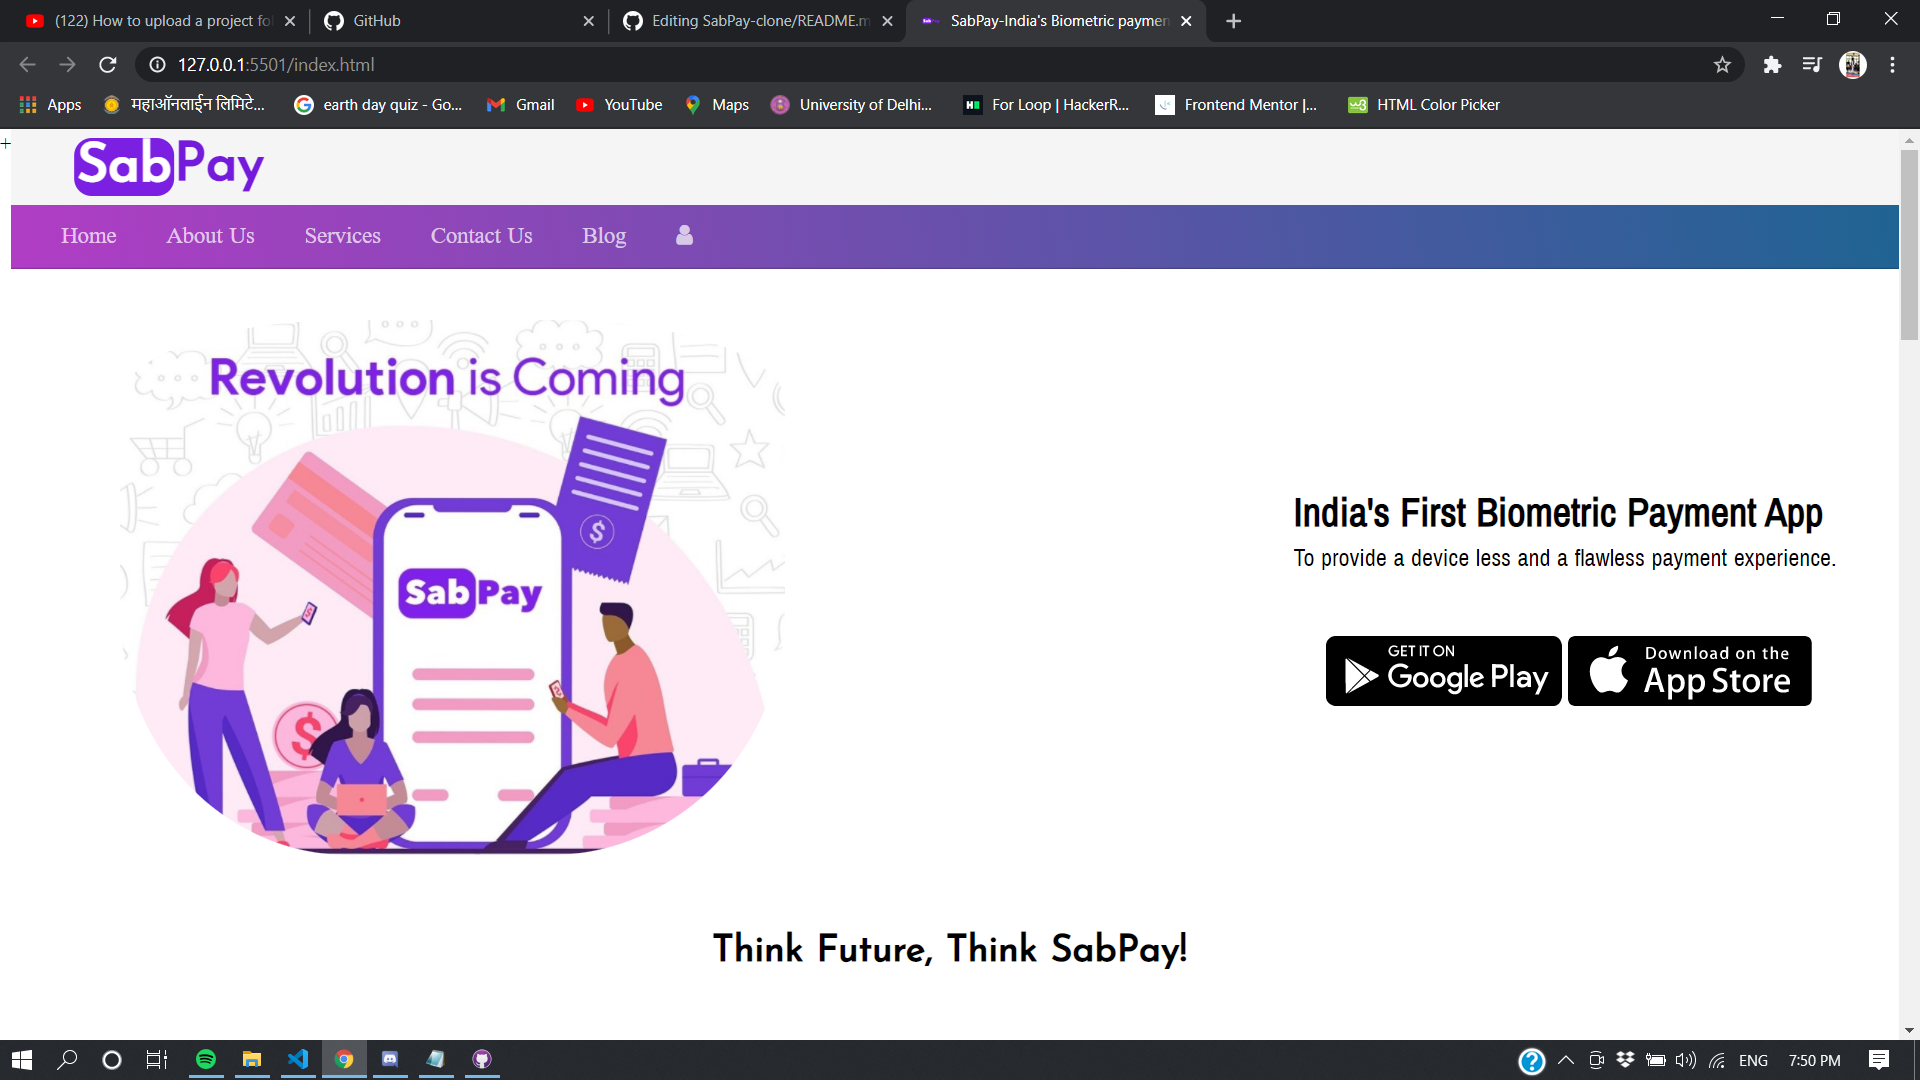 (122) How to upload a project fol
GitHub
Editing SabPay-clone/README.m
SabPay-India's Biometric paymen
127.0.0.1:5501/index.html
Apps
महाऑनलाईन लिमिटे...
earth day quiz - Go...
Gmail
YouTube
Maps
University of Delhi...
For Loop | HackerR...
Frontend Mentor |...
HTML Color Picker
SabPay
Home
About Us
Services
Contact Us
Blog
Revolution is Coming
SabPay
India's First Biometric Payment App
To provide a device less and a flawless payment experience.
GET IT ON
Google Play
Download on the
App Store
Think Future, Think SabPay!
ENG
7:50 PM